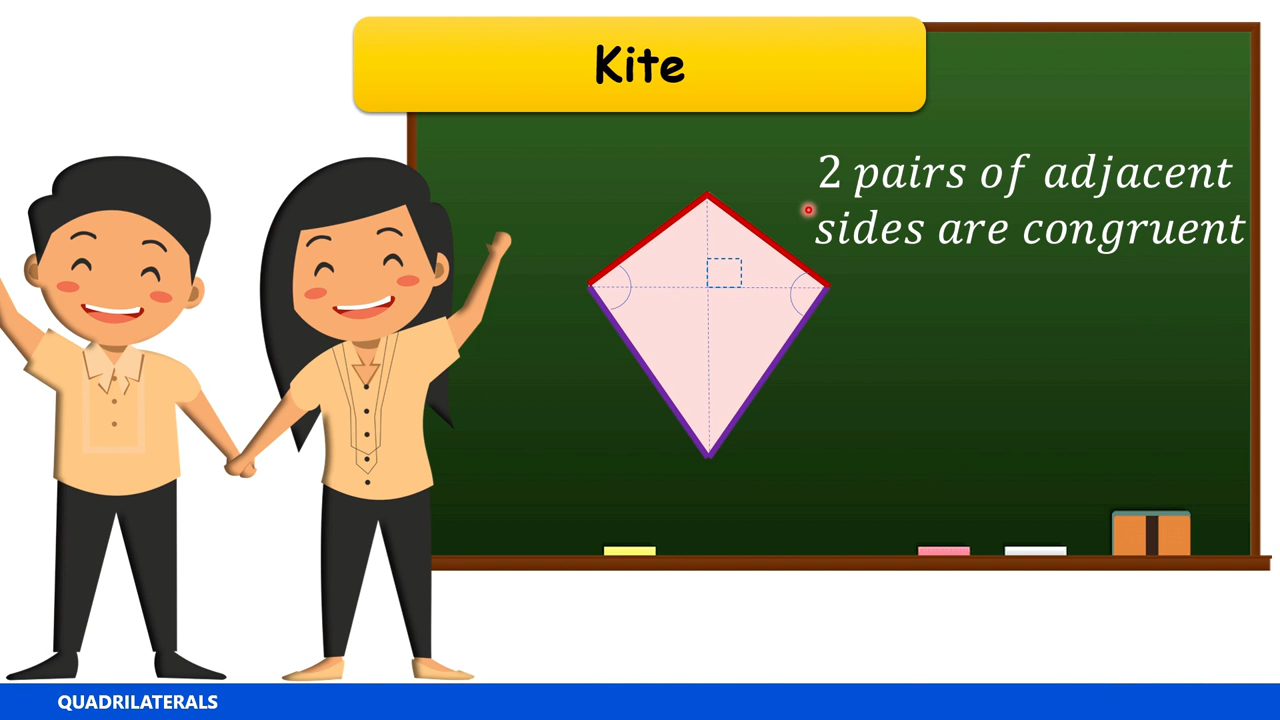 Kite
2 pairs of adjacent
sides are congruent
QUADRILATERALS